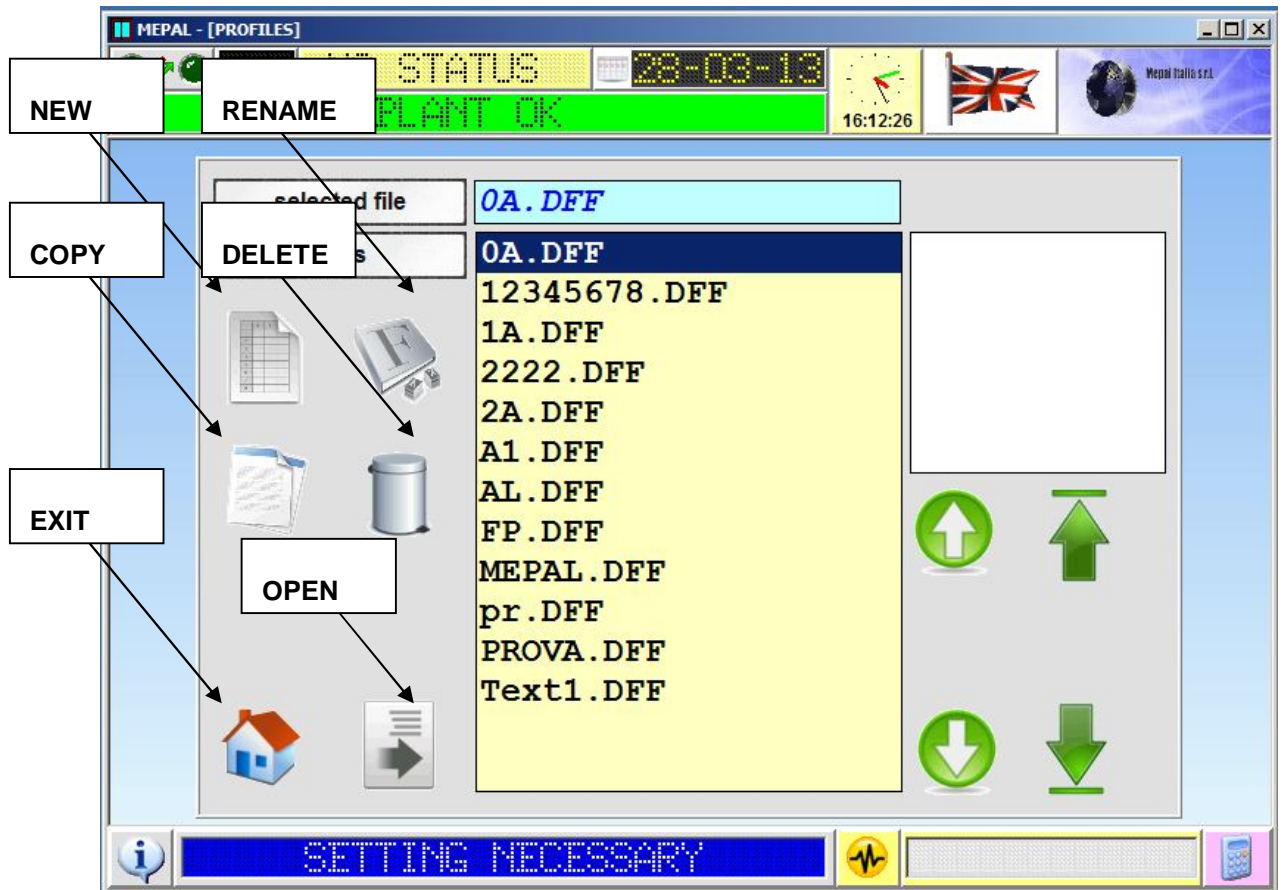 MEPAL - [PROFILES]
STATUS
28-03-13
Mepal Italia s.r.l.
PLANT OK
16:12:26
NEW
RENAME
selected file
0A.DFF
COPY
DELETE
s
0A.DFF
12345678.DFF
1A.DFF
2222.DFF
2A.DFF
A1.DFF
AL.DFF
FP.DFF
MEPAL.DFF
pr.DFF
PROVA.DFF
Text1.DFF
EXIT
OPEN
SETTING NECESSARY